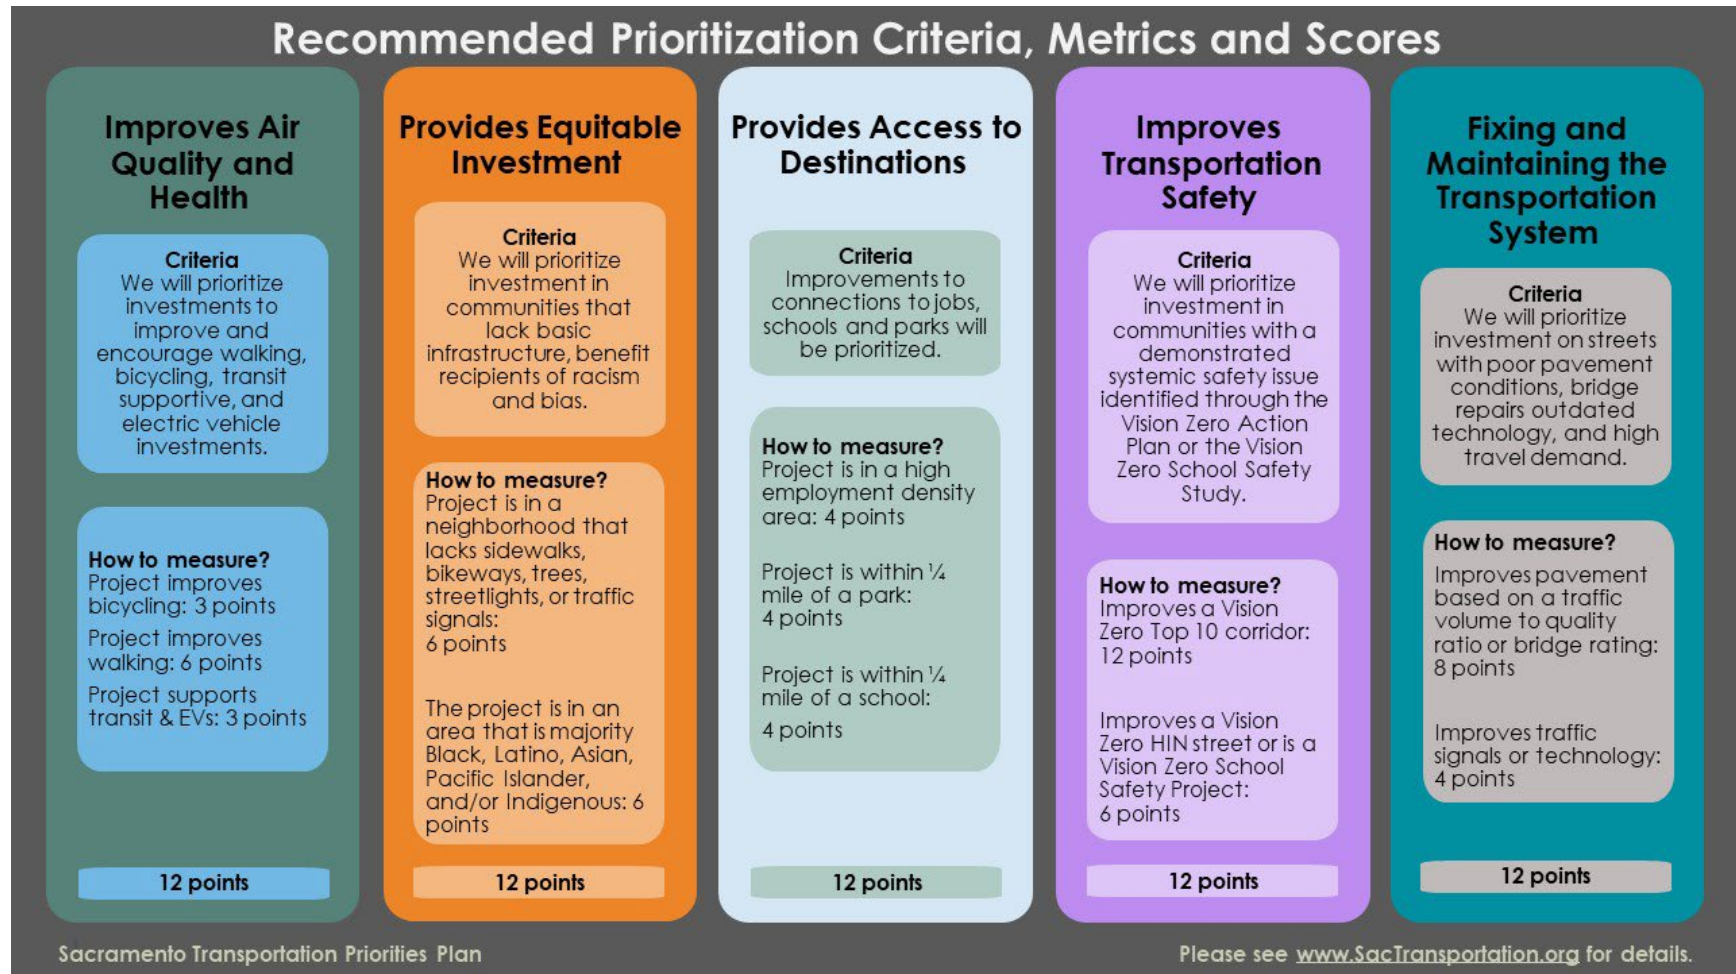 Recommended Prioritization Criteria, Metrics and Scores
Improves Air
Quality and
Health
Criteria
We will prioritize
investments to
improve and
encourage walking,
bicycling, transit
supportive, and
electric vehicle
investments.
How to measure?
Project improves
bicycling: 3 points
Project improves
walking: 6 points
Project supports
transit & EVs: 3 points
12 points
Provides Equitable
Investment
Criteria
We will prioritize
investment in
communities that
lack basic
infrastructure, benefit
recipients of racism
and bias.
How to measure?
Project is in a
neighborhood that
lacks sidewalks,
bikeways, trees,
streetlights, or traffic
signals:
6 points
The project is in an
area that is majority
Black, Latino, Asian,
Pacific Islander,
and/or Indigenous: 6
points
12 points
Provides Access to
Destinations
Criteria
Improvements to
connections to jobs,
schools and parks will
be prioritized.
How to measure?
Project is in a high
employment density
area: 4 points
Project is within ¼
mile of a park:
4 points
Project is within ¼
mile of a school:
4 points
12 points
Improves
Transportation
Safety
Criteria
We will prioritize
investment in
communities with a
demonstrated
systemic safety issue
identified through the
Vision Zero Action
Plan or the Vision
Zero School Safety
Study.
How to measure?
Improves a Vision
Zero Top 10 corridor:
12 points
Improves a Vision
Zero HIN street or is a
Vision Zero School
Safety Project:
6 points
12 points
Fixing and
Maintaining the
Transportation
System
Criteria
We will prioritize
investment on streets
with poor pavement
conditions, bridge
repairs outdated
technology, and high
travel demand.
How to measure?
Improves pavement
based on a traffic
volume to quality
ratio or bridge rating:
8 points
Improves traffic
signals or technology:
4 points
12 points
Sacramento Transportation Priorities Plan
Please see www.SacTransportation.org for details.